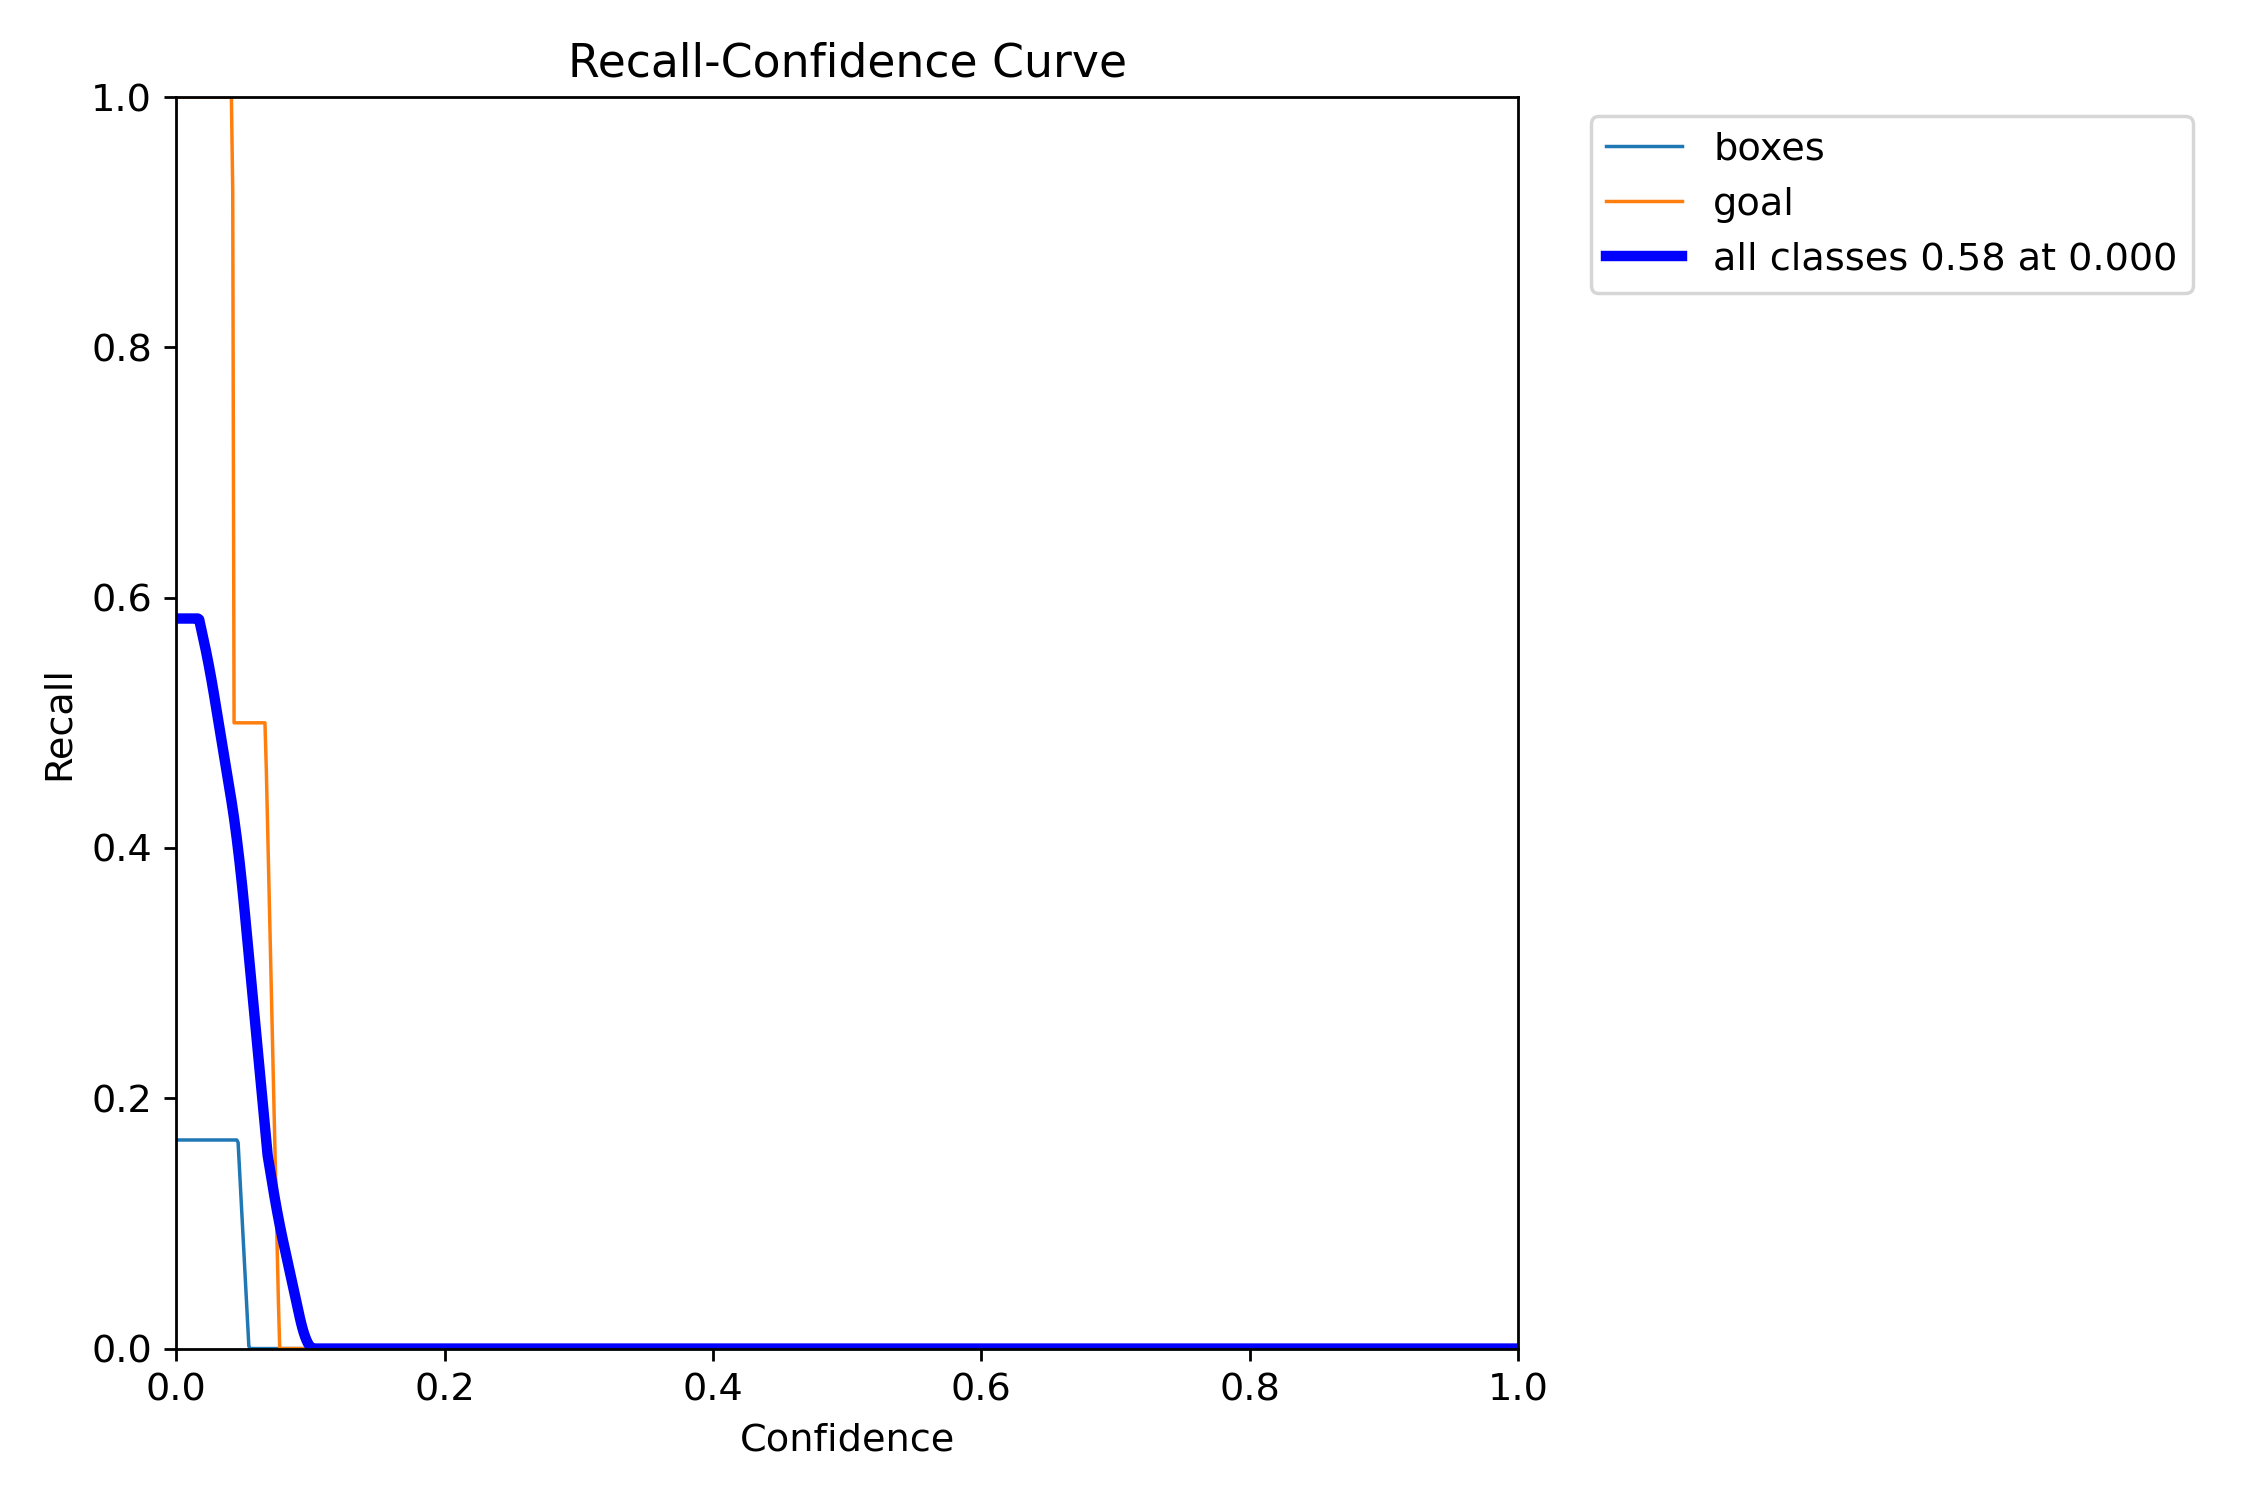 Recall-Confidence Curve
boxes
goal
all classes 0.58 at 0.000
1.0
0.8
0.6
0.4
0.2
0.0
Recall
0.0 0.2 0.4 0.6 0.8 1.0
Confidence